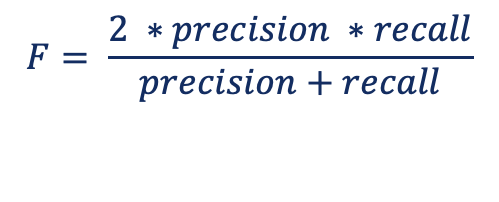 F = 2 * precision * recall
precision + recall